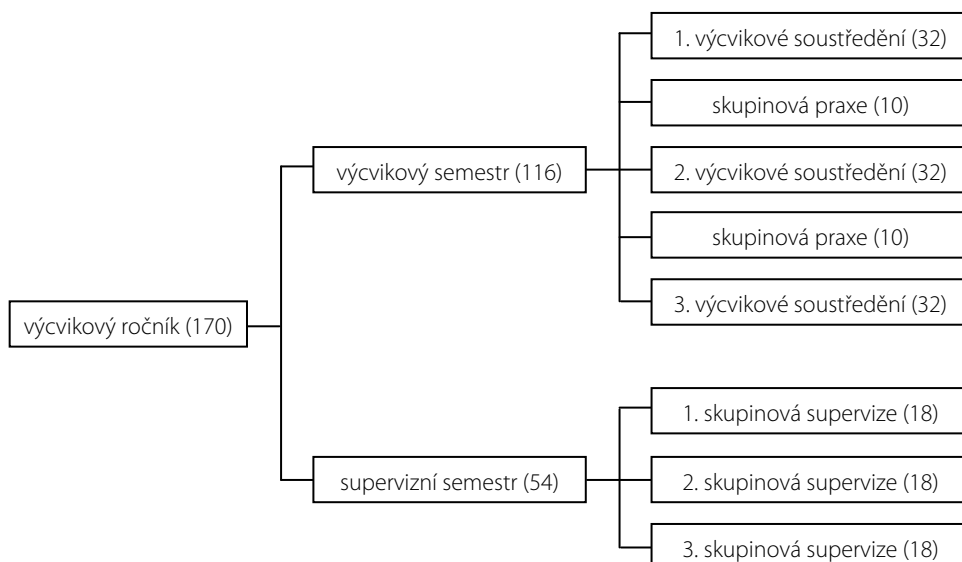 1. výcvikové soustředění (32)
skupinová praxe (10)
výcvikový semestr (116)
2. výcvikové soustředění (32)
skupinová praxe (10)
3. výcvikové soustředění (32)
výcvikový ročník (170)
1. skupinová supervize (18)
supervizní semestr (54)
2. skupinová supervize (18)
3. skupinová supervize (18)